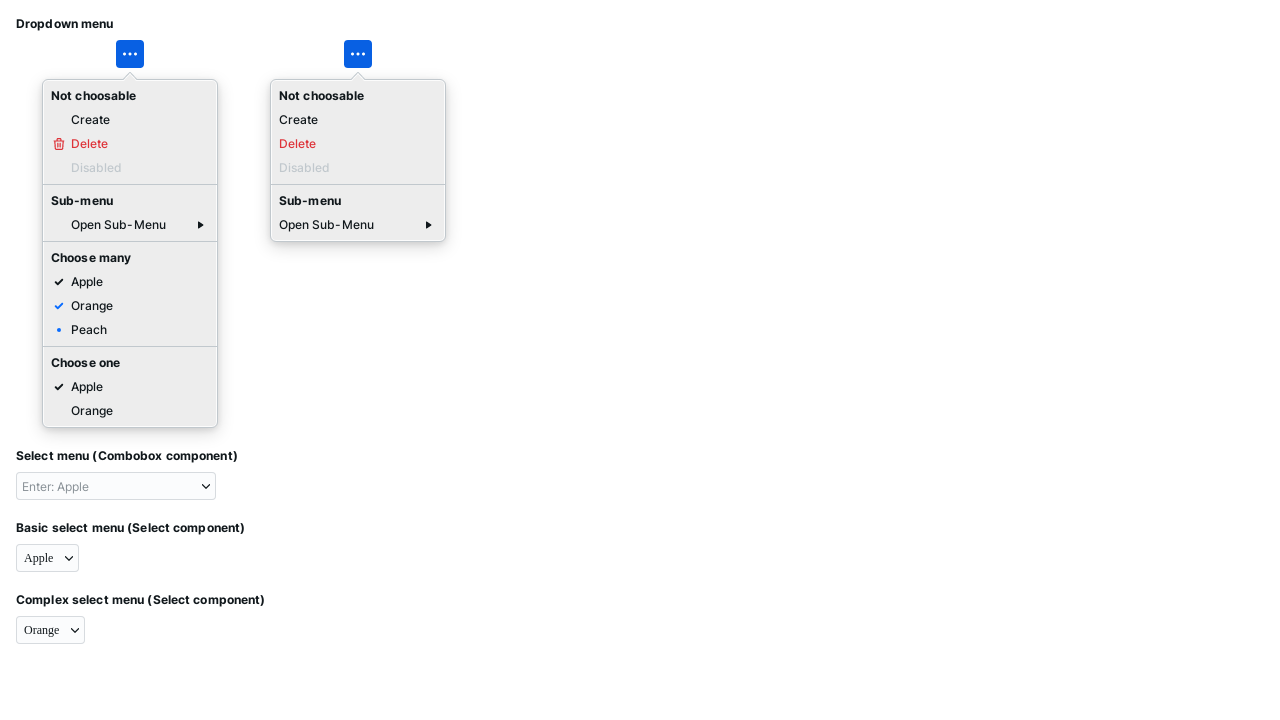 Dropdown menu
Not choosable
Create
Delete
Disabled
Sub-menu
Open Sub-Menu
Choose many
Apple
Orange
Peach
Choose one
Apple
Orange
Not choosable
Create
Delete
Disabled
Sub-menu
Open Sub-Menu
Select menu (Combobox component)
Enter: Apple
Basic select menu (Select component)
Apple
Complex select menu (Select component)
Orange